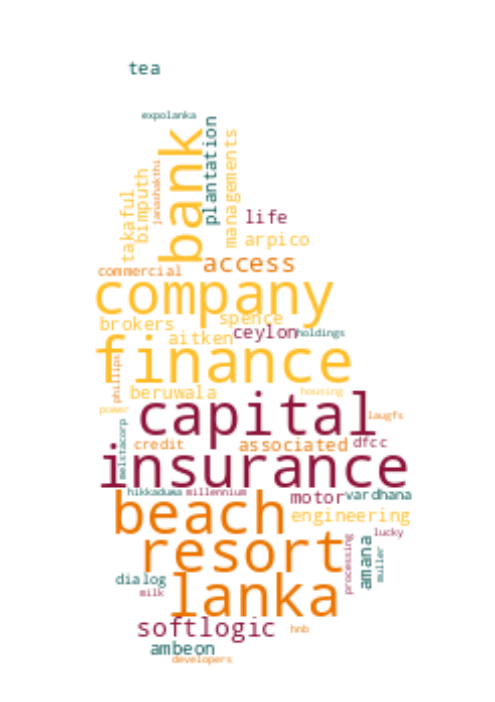 tea
expolanka
bank
plantation
managements
janashakthi
bimputh
takaful
life
arpico
access
commercial
company
spence
brokers
ceylon
holdings
aitken
finance
phillips
beruwala
housing
power
capital
laugfs
melstacorp
credit
associated
dfcc
insurance
hikkaduwa
millennium
motor
vardhana
beach
engineering
lucky
resort
processing
amana
muller
dialog
lanka
milk
softlogic
hnb
ambeon
developers